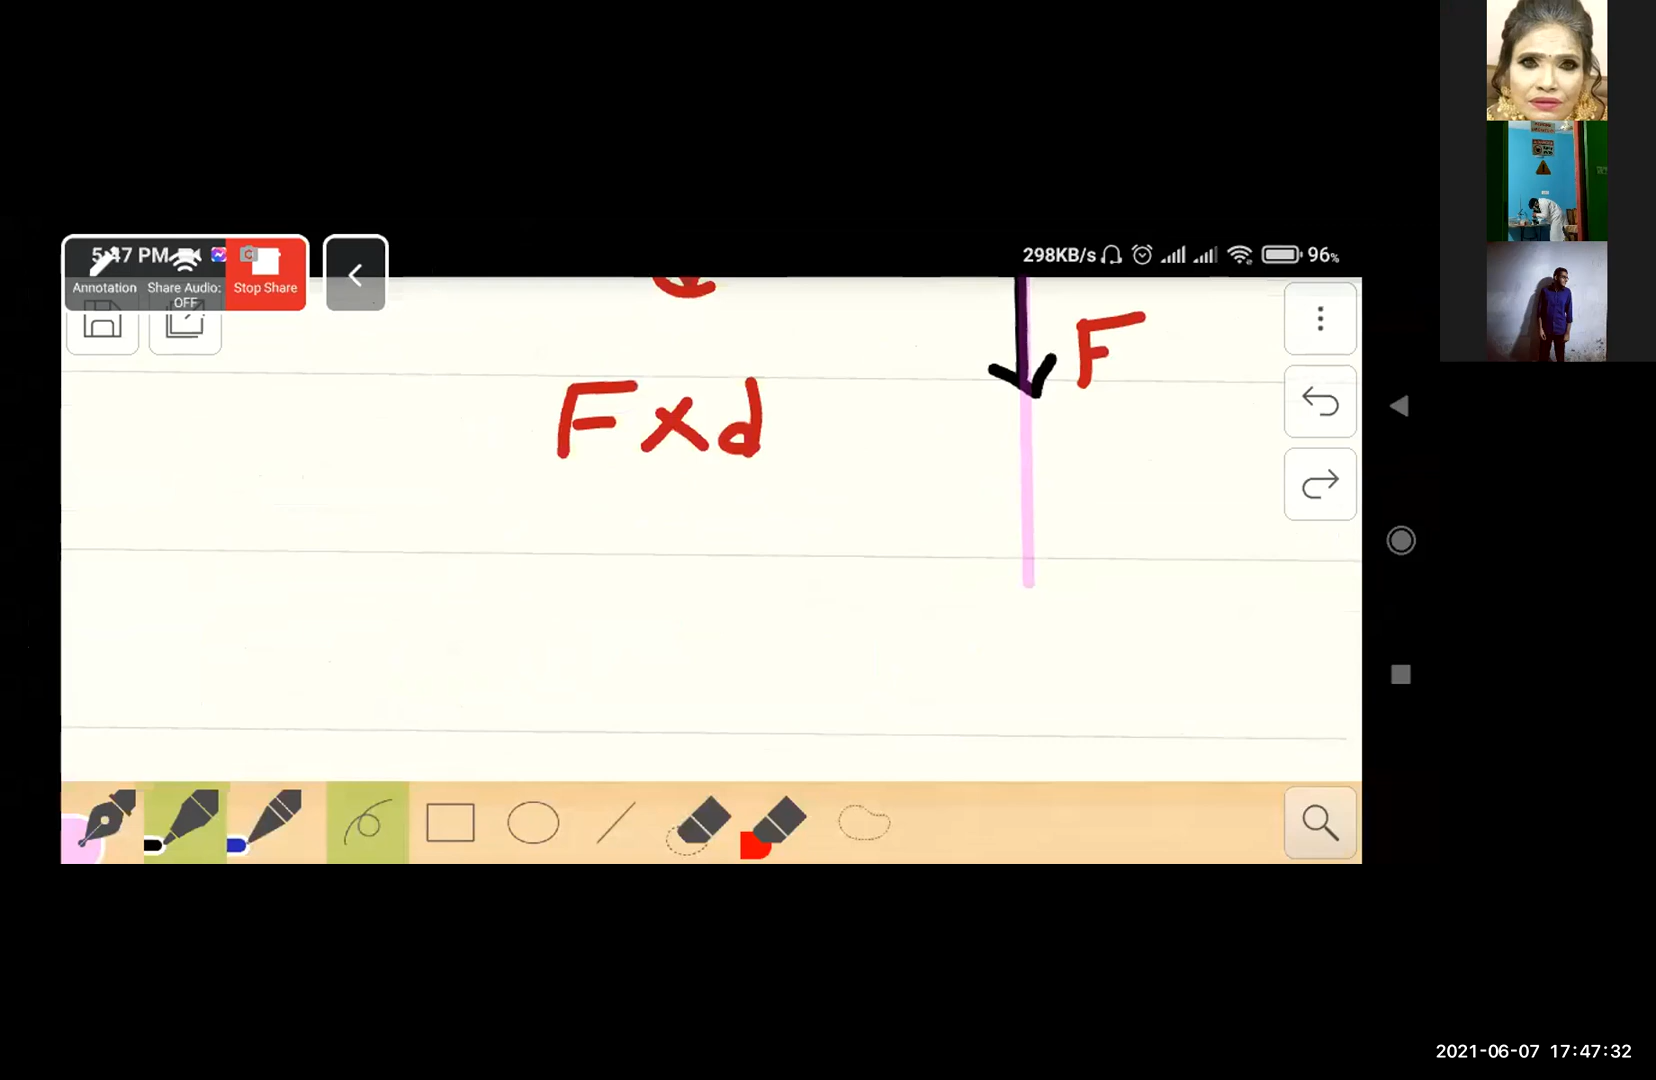 5:47 PM
298KB/s 96%
Annotation Share Audio: OFF Stop Share
F
F×d
2021-06-07 17:47:32